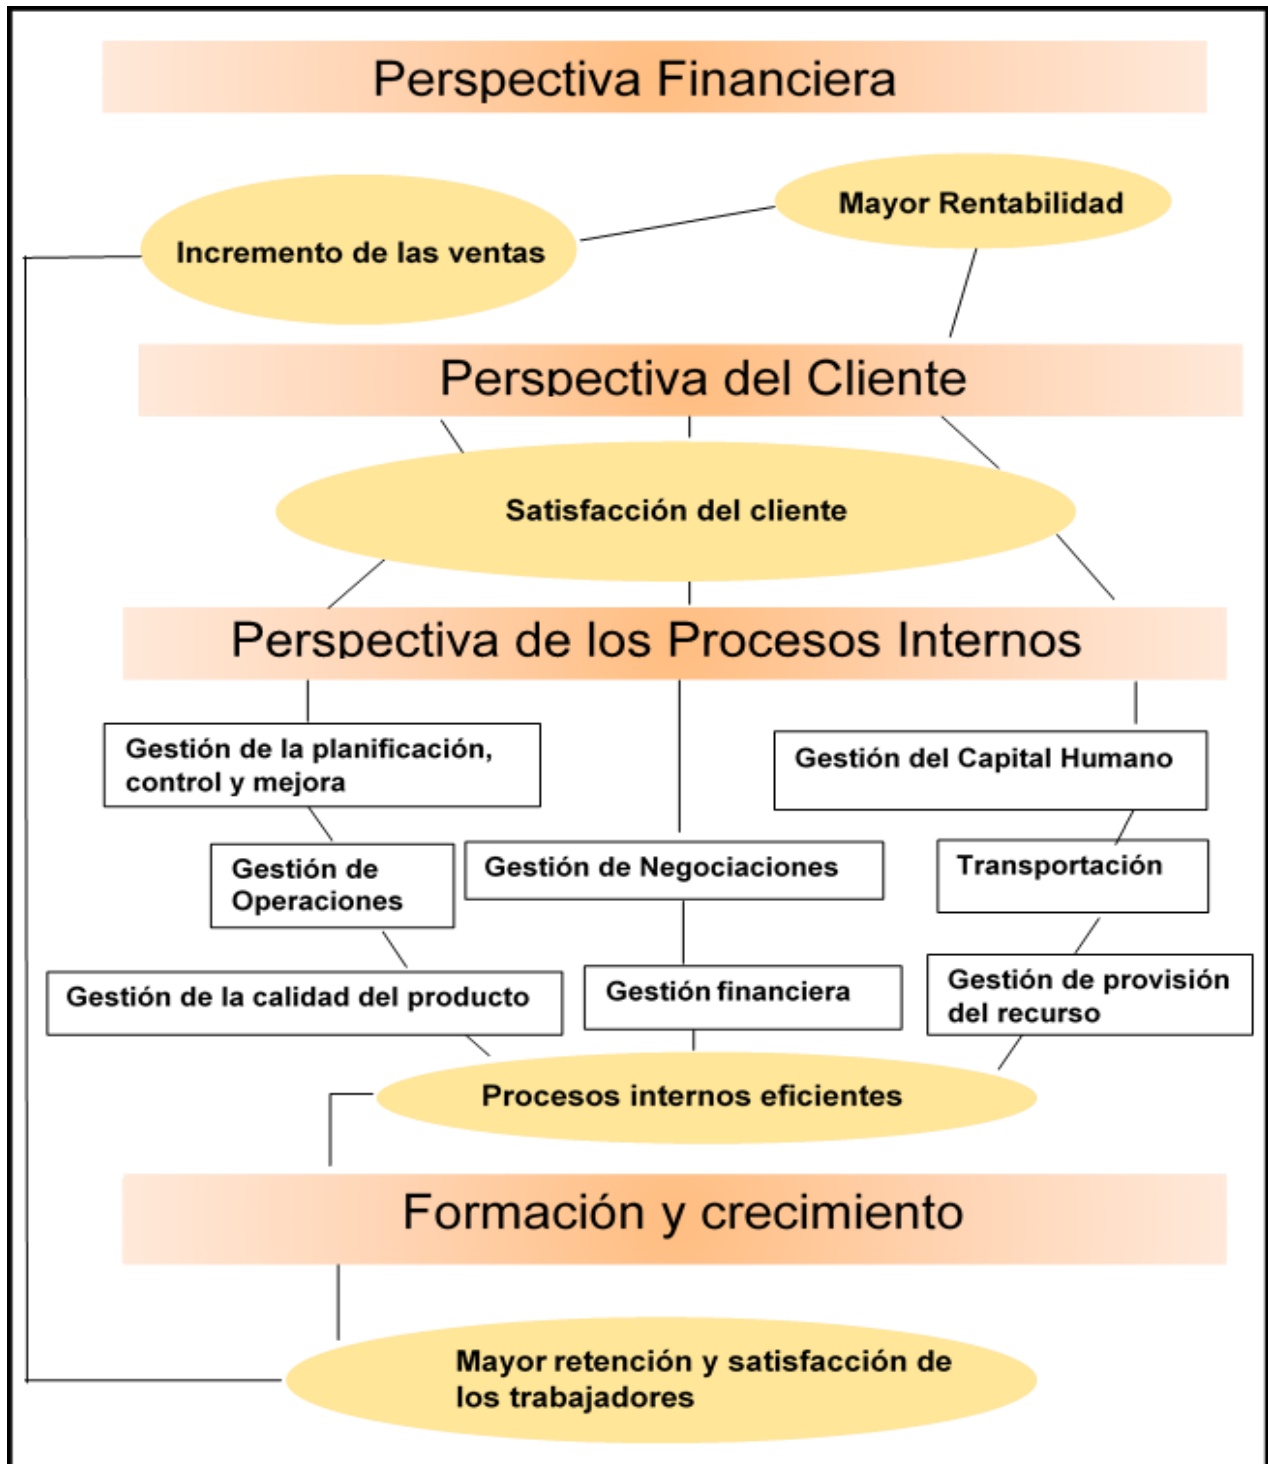 Perspectiva Financiera
Mayor Rentabilidad
Incremento de las ventas
Perspectiva del Cliente
Satisfacción del cliente
Perspectiva de los Procesos Internos
Gestión de la planificación,
control y mejora
Gestión del Capital Humano
Gestión de
Operaciones
Gestión de Negociaciones
Transportación
Gestión de la calidad del producto
Gestión financiera
Gestión de provisión
del recurso
Procesos internos eficientes
Formación y crecimiento
Mayor retención y satisfacción de
los trabajadores